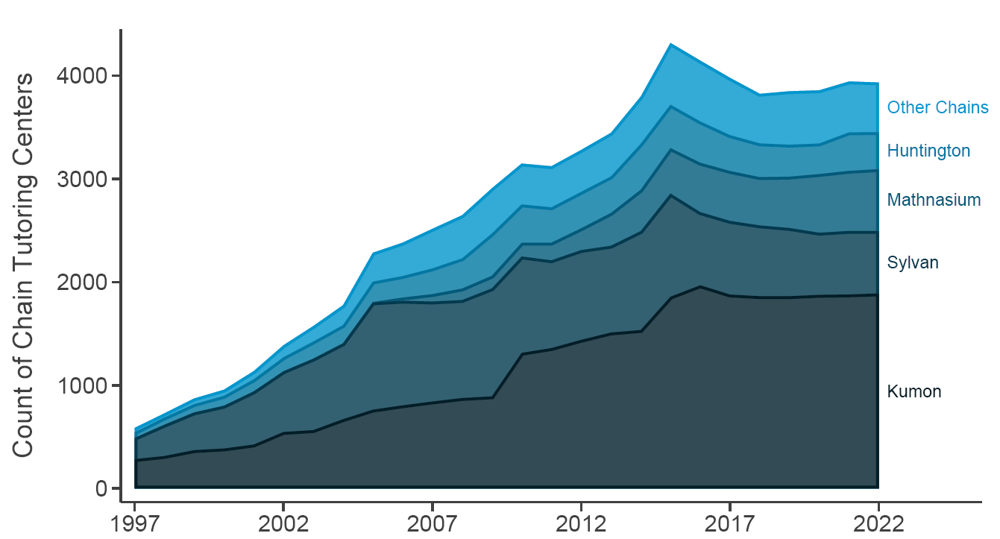 Count of Chain Tutoring Centers
4000
3000
2000
1000
0
1997 2002 2007 2012 2017 2022
Other Chains
Huntington
Mathnasium
Sylvan
Kumon